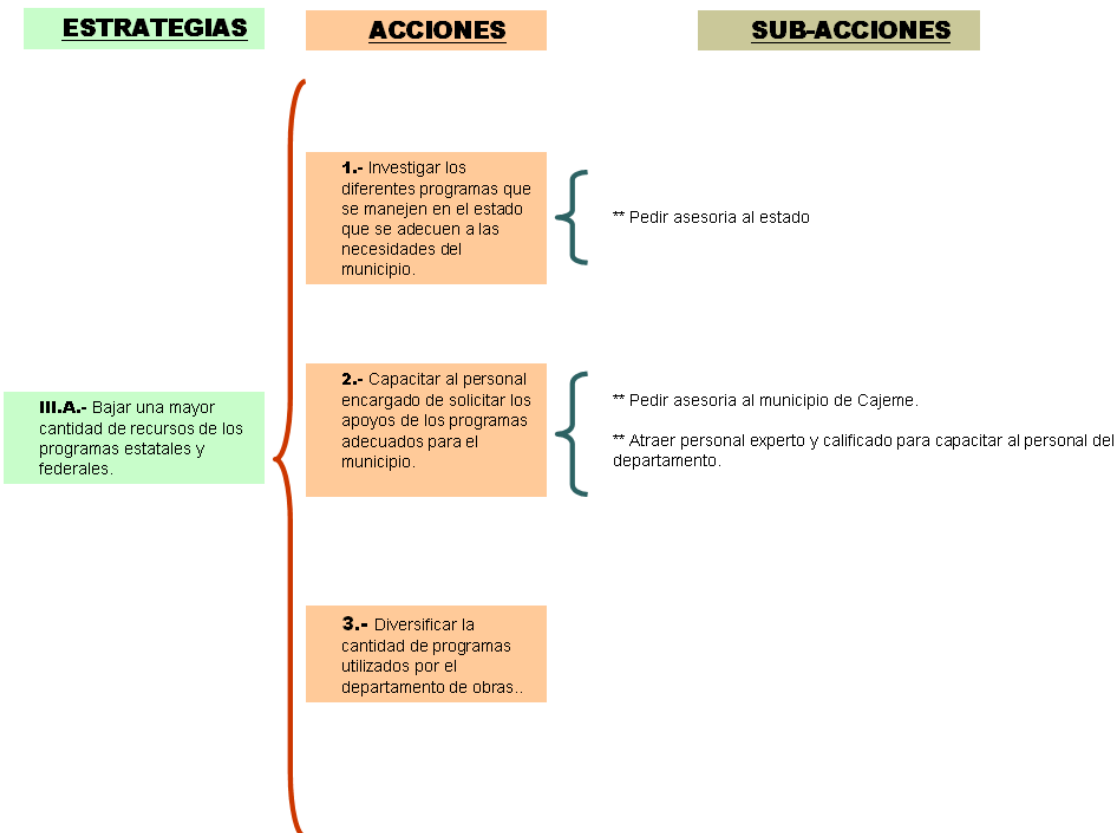 ESTRATEGIAS
ACCIONES
SUB-ACCIONES
1.- Investigar los
diferentes programas que
se manejen en el estado
que se adecuen a las
necesidades del
municipio.
** Pedir asesoria al estado
III.A.- Bajar una mayor
cantidad de recursos de los
programas estatales y
federales.
2.- Capacitar al personal
encargado de solicitar los
apoyos de los programas
adecuados para el
municipio.
** Pedir asesoria al municipio de Cajeme.
** Atraer personal experto y calificado para capacitar al personal del
departamento.
3.- Diversificar la
cantidad de programas
utilizados por el
departamento de obras..